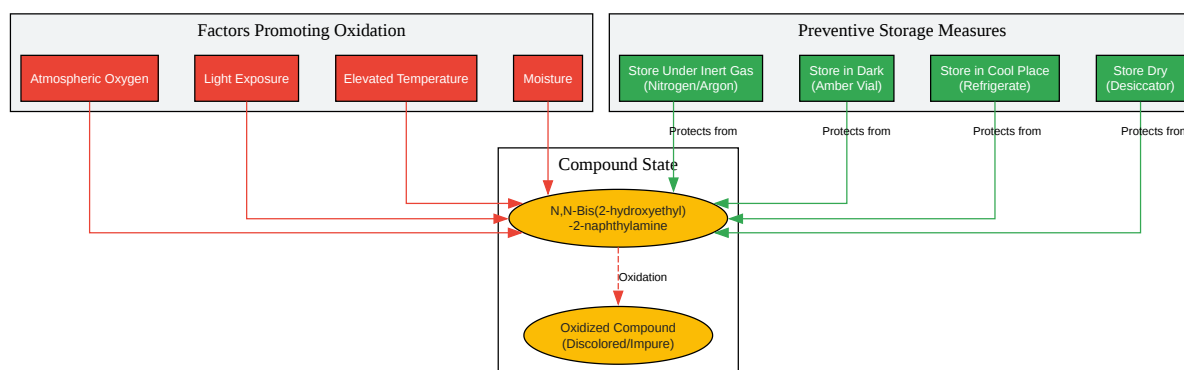 Factors Promoting Oxidation
Preventive Storage Measures
Atmospheric Oxygen
Light Exposure
Elevated Temperature
Moisture
Store Under Inert Gas
(Nitrogen/Argon)
Store in Dark
(Amber Vial)
Store in Cool Place
(Refrigerate)
Store Dry
(Desiccator)
Protects from
Protects from
Protects from
Protects from
Compound State
N,N-Bis(2-hydroxyethyl)
-2-naphthylamine
Oxidation
Oxidized Compound
(Discolored/Impure)